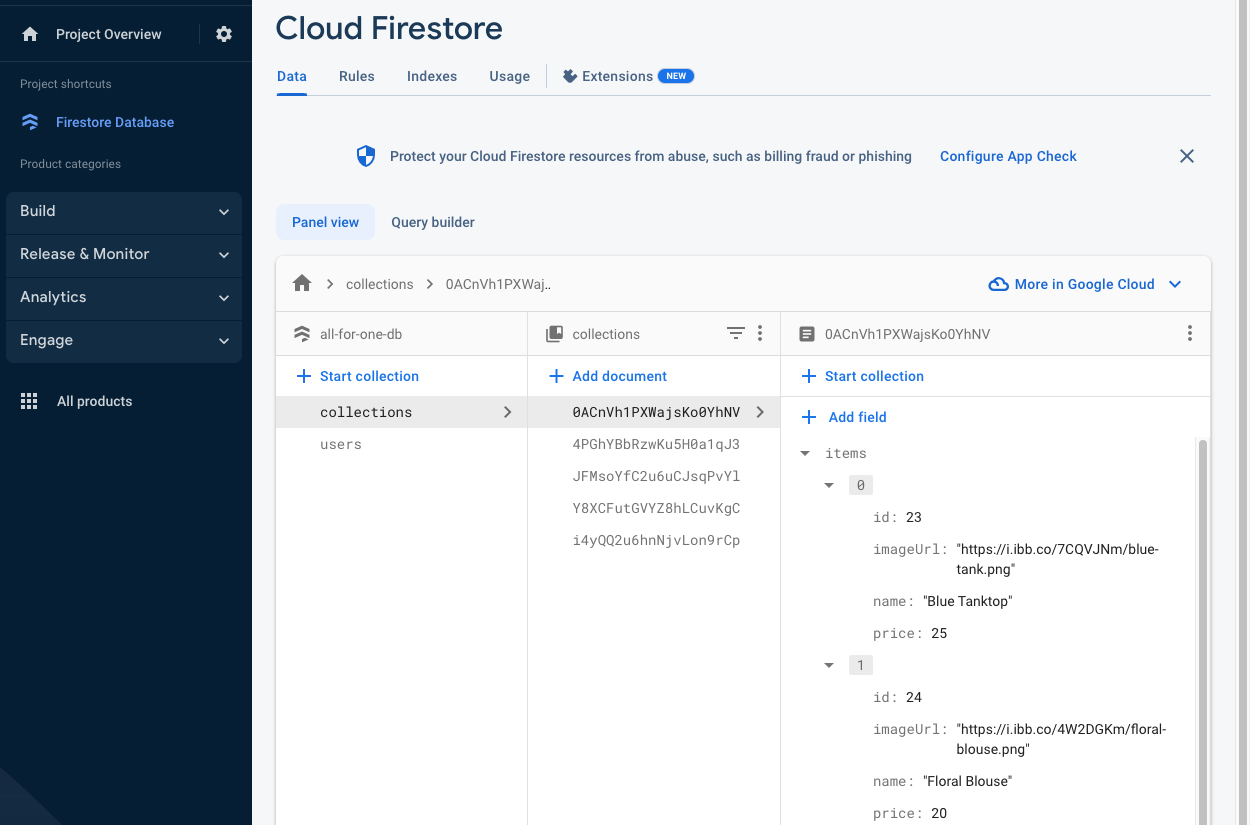 Project Overview
Project shortcuts
Firestore Database
Product categories
Build
Release & Monitor
Analytics
Engage
All products
Cloud Firestore
Data Rules Indexes Usage Extensions NEW
Protect your Cloud Firestore resources from abuse, such as billing fraud or phishing Configure App Check
Panel view Query builder
collections 0ACnVh1PXWaj..
More in Google Cloud
all-for-one-db
Start collection
collections
users
collections
Add document
0ACnVh1PXWajsKo0YhNV
4PGhYBbRzwKu5H0a1qJ3
JFMsoYfC2u6uCJsqPvYl
Y8XCFutGVYZ8hLCuvKgC
i4yQQ2u6hnNjvLon9rCp
0ACnVh1PXWajsKo0YhNV
Start collection
Add field
items
0
id: 23
imageUrl: "https://i.ibb.co/7CQVJNm/blue-
tank.png"
name: "Blue Tanktop"
price: 25
1
id: 24
imageUrl: "https://i.ibb.co/4W2DGKm/floral-
blouse.png"
name: "Floral Blouse"
price: 20